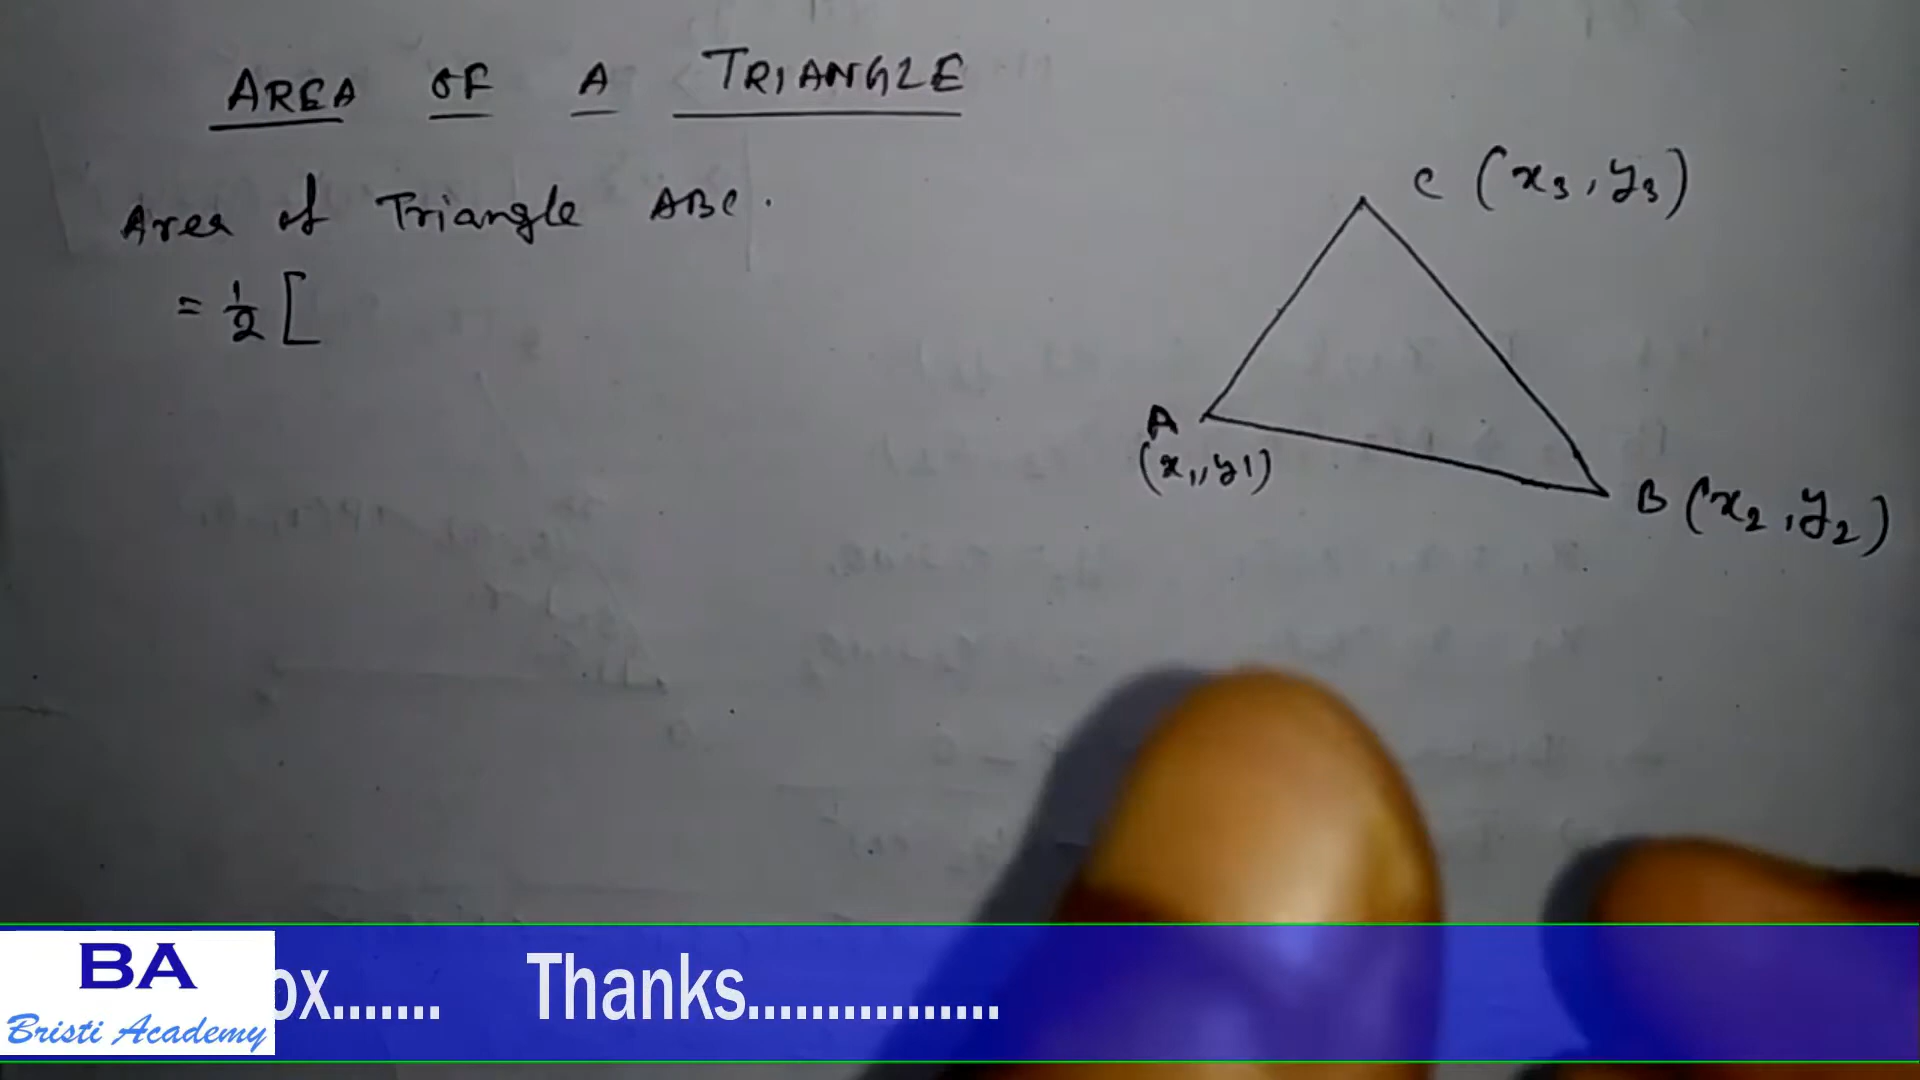 AREA OF A TRIANGLE
Area of Triangle ABC.
= 1/2 [
C (x₃, y₃)
A
(x₁, y1)
B (x₂, y₂)
BA
Bristi Academy
ox....... Thanks................